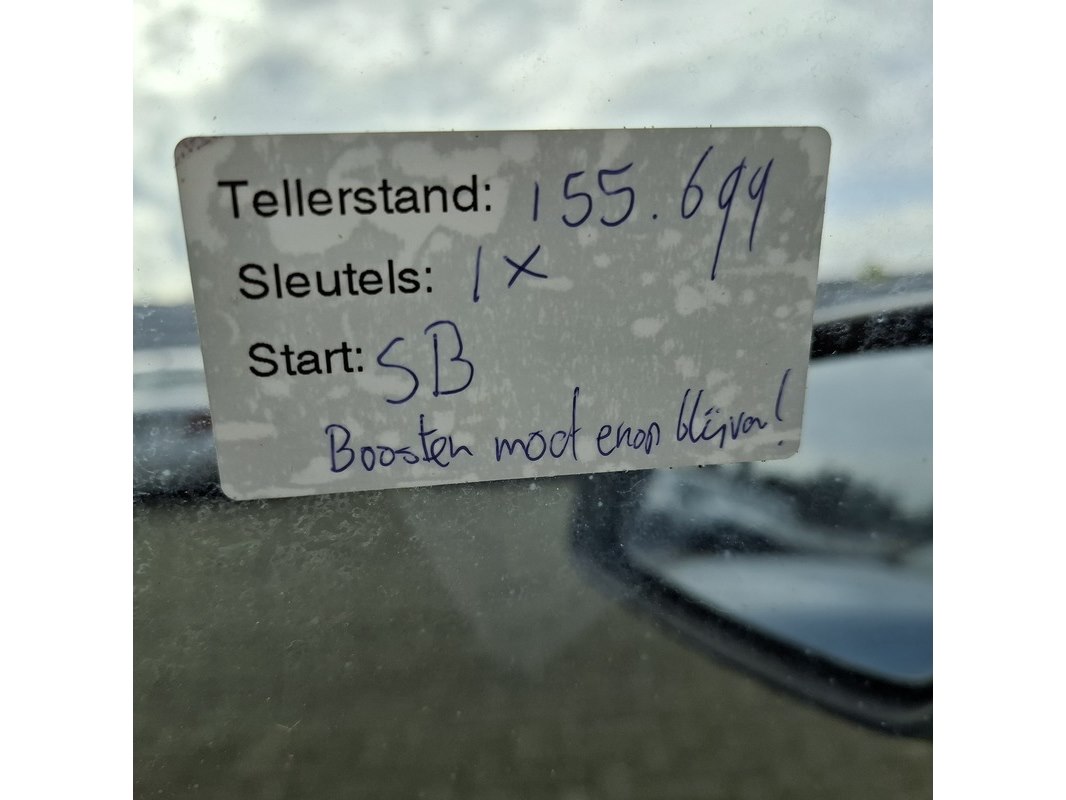 Tellerstand: 155.699
Sleutels: 1x
Start: SB
Boosten moet erop blijven!